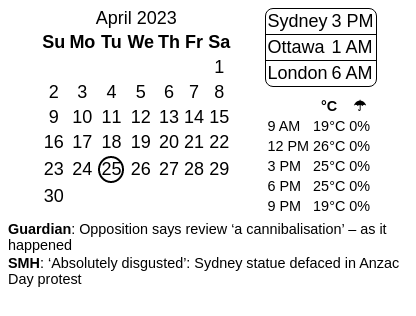 April 2023
Su Mo Tu We Th Fr Sa
1
2 3 4 5 6 7 8
9 10 11 12 13 14 15
16 17 18 19 20 21 22
23 24 25 26 27 28 29
30
Sydney 3 PM
Ottawa 1 AM
London 6 AM
°C ☂
9 AM 19°C 0%
12 PM 26°C 0%
3 PM 25°C 0%
6 PM 25°C 0%
9 PM 19°C 0%
Guardian: Opposition says review ‘a cannibalisation’ – as it
happened
SMH: ‘Absolutely disgusted’: Sydney statue defaced in Anzac
Day protest